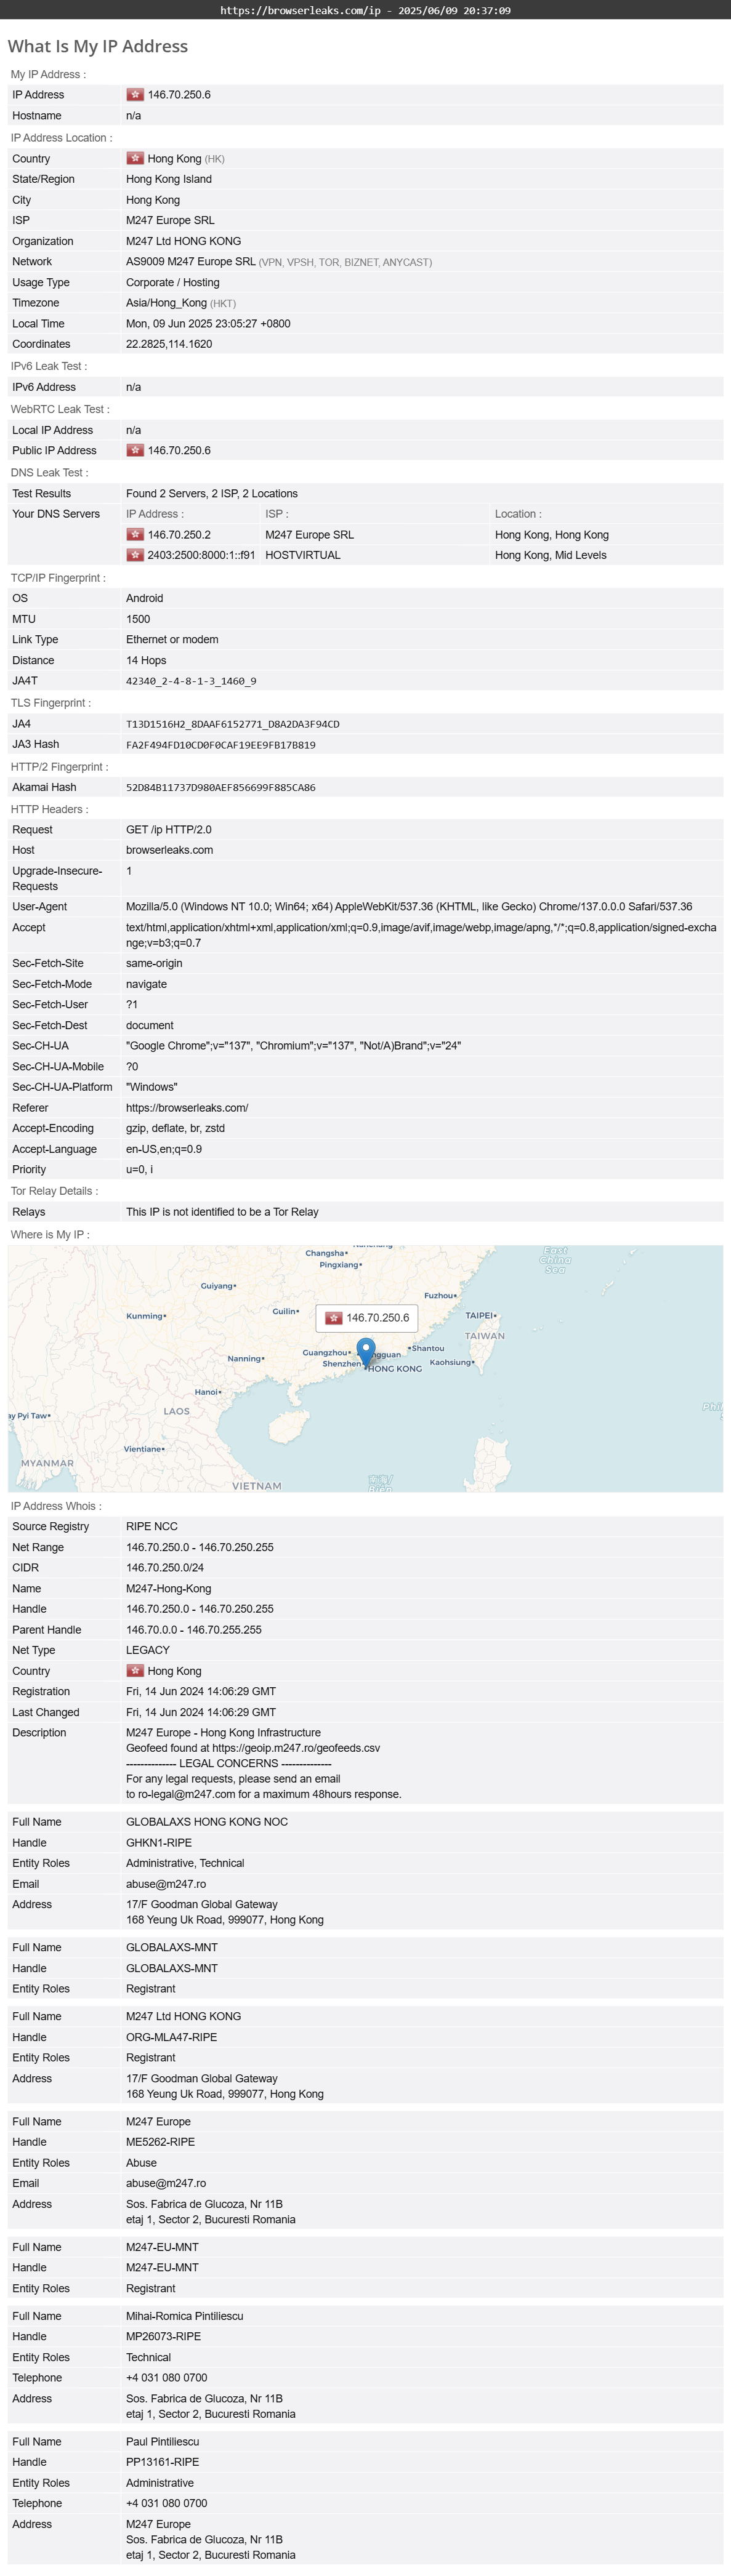 https://browserleaks.com/ip - 2025/06/09 20:37:09
What Is My IP Address
My IP Address :
IP Address 146.70.250.6
Hostname n/a
IP Address Location :
Country Hong Kong (HK)
State/Region Hong Kong Island
City Hong Kong
ISP M247 Europe SRL
Organization M247 Ltd HONG KONG
Network AS9009 M247 Europe SRL (VPN, VPSH, TOR, BIZNET, ANYCAST)
Usage Type Corporate / Hosting
Timezone Asia/Hong_Kong (HKT)
Local Time Mon, 09 Jun 2025 23:05:27 +0800
Coordinates 22.2825,114.1620
IPv6 Leak Test :
IPv6 Address n/a
WebRTC Leak Test :
Local IP Address n/a
Public IP Address 146.70.250.6
DNS Leak Test :
Test Results Found 2 Servers, 2 ISP, 2 Locations
Your DNS Servers IP Address : ISP : Location :
146.70.250.2 M247 Europe SRL Hong Kong, Hong Kong
2403:2500:8000:1::f91 HOSTVIRTUAL Hong Kong, Mid Levels
TCP/IP Fingerprint :
OS Android
MTU 1500
Link Type Ethernet or modem
Distance 14 Hops
JA4T 42340_2-4-8-1-3_1460_9
TLS Fingerprint :
JA4 T13D1516H2_8DAAF6152771_D8A2DA3F94CD
JA3 Hash FA2F494FD10CD0F0CAF19EE9FB17B819
HTTP/2 Fingerprint :
Akamai Hash 52D84B11737D980AEF856699F885CA86
HTTP Headers :
Request GET /ip HTTP/2.0
Host browserleaks.com
Upgrade-Insecure- 1
Requests
User-Agent Mozilla/5.0 (Windows NT 10.0; Win64; x64) AppleWebKit/537.36 (KHTML, like Gecko) Chrome/137.0.0.0 Safari/537.36
Accept text/html,application/xhtml+xml,application/xml;q=0.9,image/avif,image/webp,image/apng,*/*;q=0.8,application/signed-excha
nge;v=b3;q=0.7
Sec-Fetch-Site same-origin
Sec-Fetch-Mode navigate
Sec-Fetch-User ?1
Sec-Fetch-Dest document
Sec-CH-UA "Google Chrome";v="137", "Chromium";v="137", "Not/A)Brand";v="24"
Sec-CH-UA-Mobile ?0
Sec-CH-UA-Platform "Windows"
Referer https://browserleaks.com/
Accept-Encoding gzip, deflate, br, zstd
Accept-Language en-US,en;q=0.9
Priority u=0, i
Tor Relay Details :
Relays This IP is not identified to be a Tor Relay
Where is My IP :
Changsha
East China Sea
Pingxiang
Guiyang
Fuzhou
Kunming
Guilin
146.70.250.6
TAIPEI
TAIWAN
Guangzhou
Shantou
Nanning
Shenzhen
HONG KONG
Kaohsiung
Hanoi
LAOS
ay Pyi Taw
Vientiane
MYANMAR
VIETNAM
IP Address Whois :
Source Registry RIPE NCC
Net Range 146.70.250.0 - 146.70.250.255
CIDR 146.70.250.0/24
Name M247-Hong-Kong
Handle 146.70.250.0 - 146.70.250.255
Parent Handle 146.70.0.0 - 146.70.255.255
Net Type LEGACY
Country Hong Kong
Registration Fri, 14 Jun 2024 14:06:29 GMT
Last Changed Fri, 14 Jun 2024 14:06:29 GMT
Description M247 Europe - Hong Kong Infrastructure
Geofeed found at https://geoip.m247.ro/geofeeds.csv
-------------- LEGAL CONCERNS --------------
For any legal requests, please send an email
to ro-legal@m247.com for a maximum 48hours response.
Full Name GLOBALAXS HONG KONG NOC
Handle GHKN1-RIPE
Entity Roles Administrative, Technical
Email abuse@m247.ro
Address 17/F Goodman Global Gateway
168 Yeung Uk Road, 999077, Hong Kong
Full Name GLOBALAXS-MNT
Handle GLOBALAXS-MNT
Entity Roles Registrant
Full Name M247 Ltd HONG KONG
Handle ORG-MLA47-RIPE
Entity Roles Registrant
Address 17/F Goodman Global Gateway
168 Yeung Uk Road, 999077, Hong Kong
Full Name M247 Europe
Handle ME5262-RIPE
Entity Roles Abuse
Email abuse@m247.ro
Address Sos. Fabrica de Glucoza, Nr 11B
etaj 1, Sector 2, Bucuresti Romania
Full Name M247-EU-MNT
Handle M247-EU-MNT
Entity Roles Registrant
Full Name Mihai-Romica Pintiliescu
Handle MP26073-RIPE
Entity Roles Technical
Telephone +4 031 080 0700
Address Sos. Fabrica de Glucoza, Nr 11B
etaj 1, Sector 2, Bucuresti Romania
Full Name Paul Pintiliescu
Handle PP13161-RIPE
Entity Roles Administrative
Telephone +4 031 080 0700
Address M247 Europe
Sos. Fabrica de Glucoza, Nr 11B
etaj 1, Sector 2, Bucuresti Romania